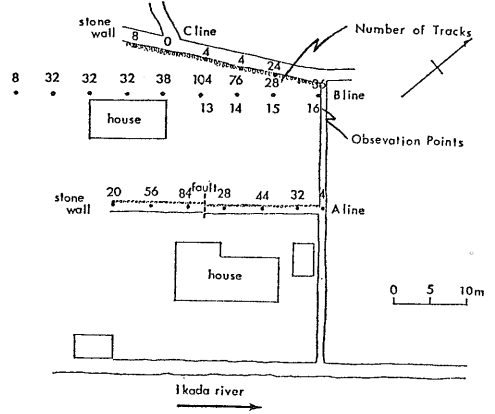 stone wall
C line
Number of Tracks
8 0 4 4 24
8 32 32 32 38 104 76 28 36 B line
13 14 15 16
house
Obsevation Points
stone wall
20 56 84 fault 28 44 32 4 A line
house
0 5 10m
Ikada river